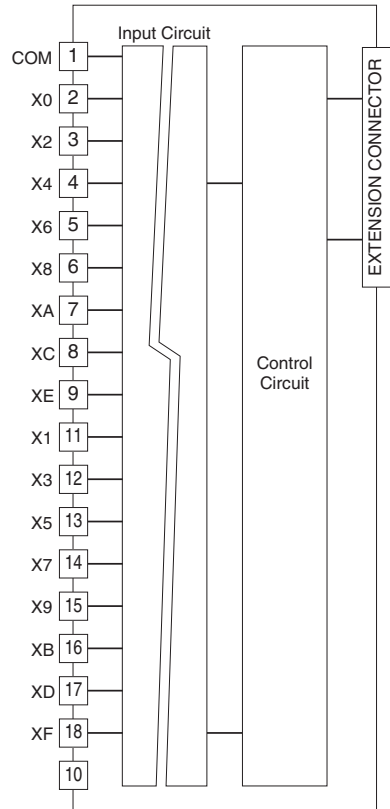 Input Circuit
COM 1
X0 2
X2 3
X4 4
X6 5
X8 6
XA 7
XC 8
XE 9
X1 11
X3 12
X5 13
X7 14
X9 15
XB 16
XD 17
XF 18
10
Control
Circuit
EXTENSION CONNECTOR